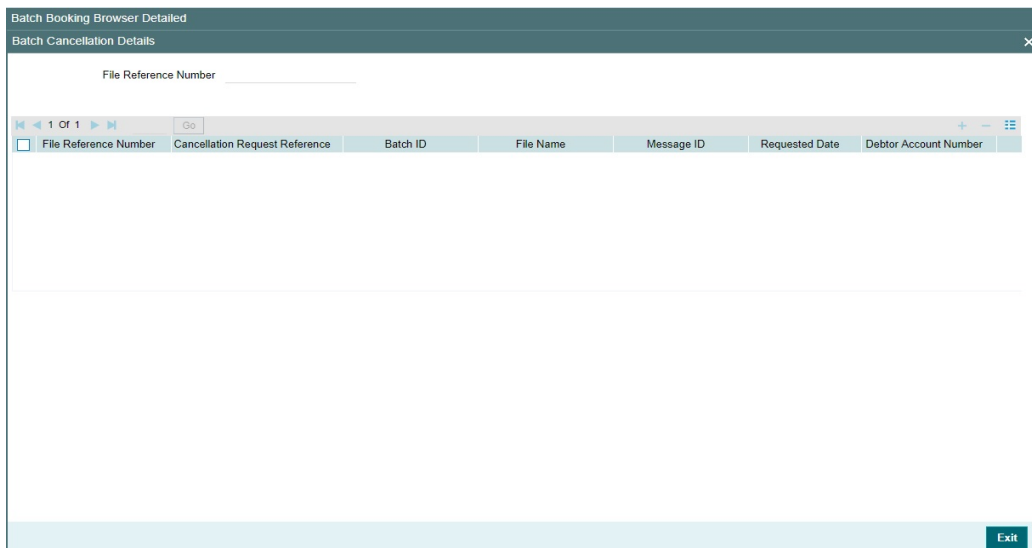 Batch Booking Browser Detailed
Batch Cancellation Details
File Reference Number
1 Of 1 Go
File Reference Number Cancellation Request Reference Batch ID File Name Message ID Requested Date Debtor Account Number
Exit